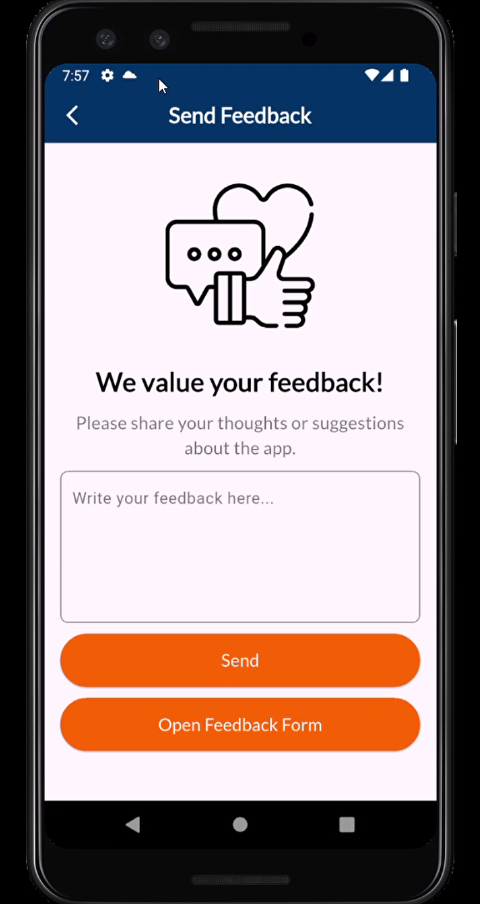 7:57
Send Feedback
We value your feedback!
Please share your thoughts or suggestions
about the app.
Write your feedback here...
Send
Open Feedback Form